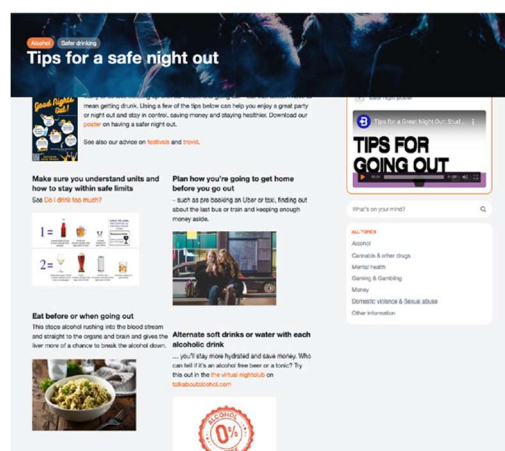 Alcohol
Safer drinking
Tips for a safe night out
mean getting drunk. Using a few of the tips below can help you enjoy a great party
or night out and stay in control, saving money and staying healthier. Download our
poster on having a safer night out.
See also our advice on festivals and travel.
Good Nights
Out!
Make sure you understand units and
how to stay within safe limits
See Do I drink too much?
1=
2=
Eat before or when going out
This stops alcohol rushing into the blood stream
and straight to the organs and brain and gives the
liver more of a chance to break the alcohol down.
Plan how you're going to get home
before you go out
- such as pre booking an Uber or taxi, finding out
about the last bus or train and keeping enough
money aside.
Alternate soft drinks or water with each
alcoholic drink
.... you'll stay more hydrated and save money. Who
can tell if it's an alcohol free beer or a tonic? Try
this out in the the virtual nightclub on
talkaboutalcohol.com
ALCOHOL
0%
Tips for a Great Night Out: Stud...
TIPS FOR
GOING OUT
What's on your mind?
ALL TOPICS
Alcohol
Cannabis & other drugs
Mental health
Gaming & Gambling
Money
Domestic violence & Sexual abuse
Other information